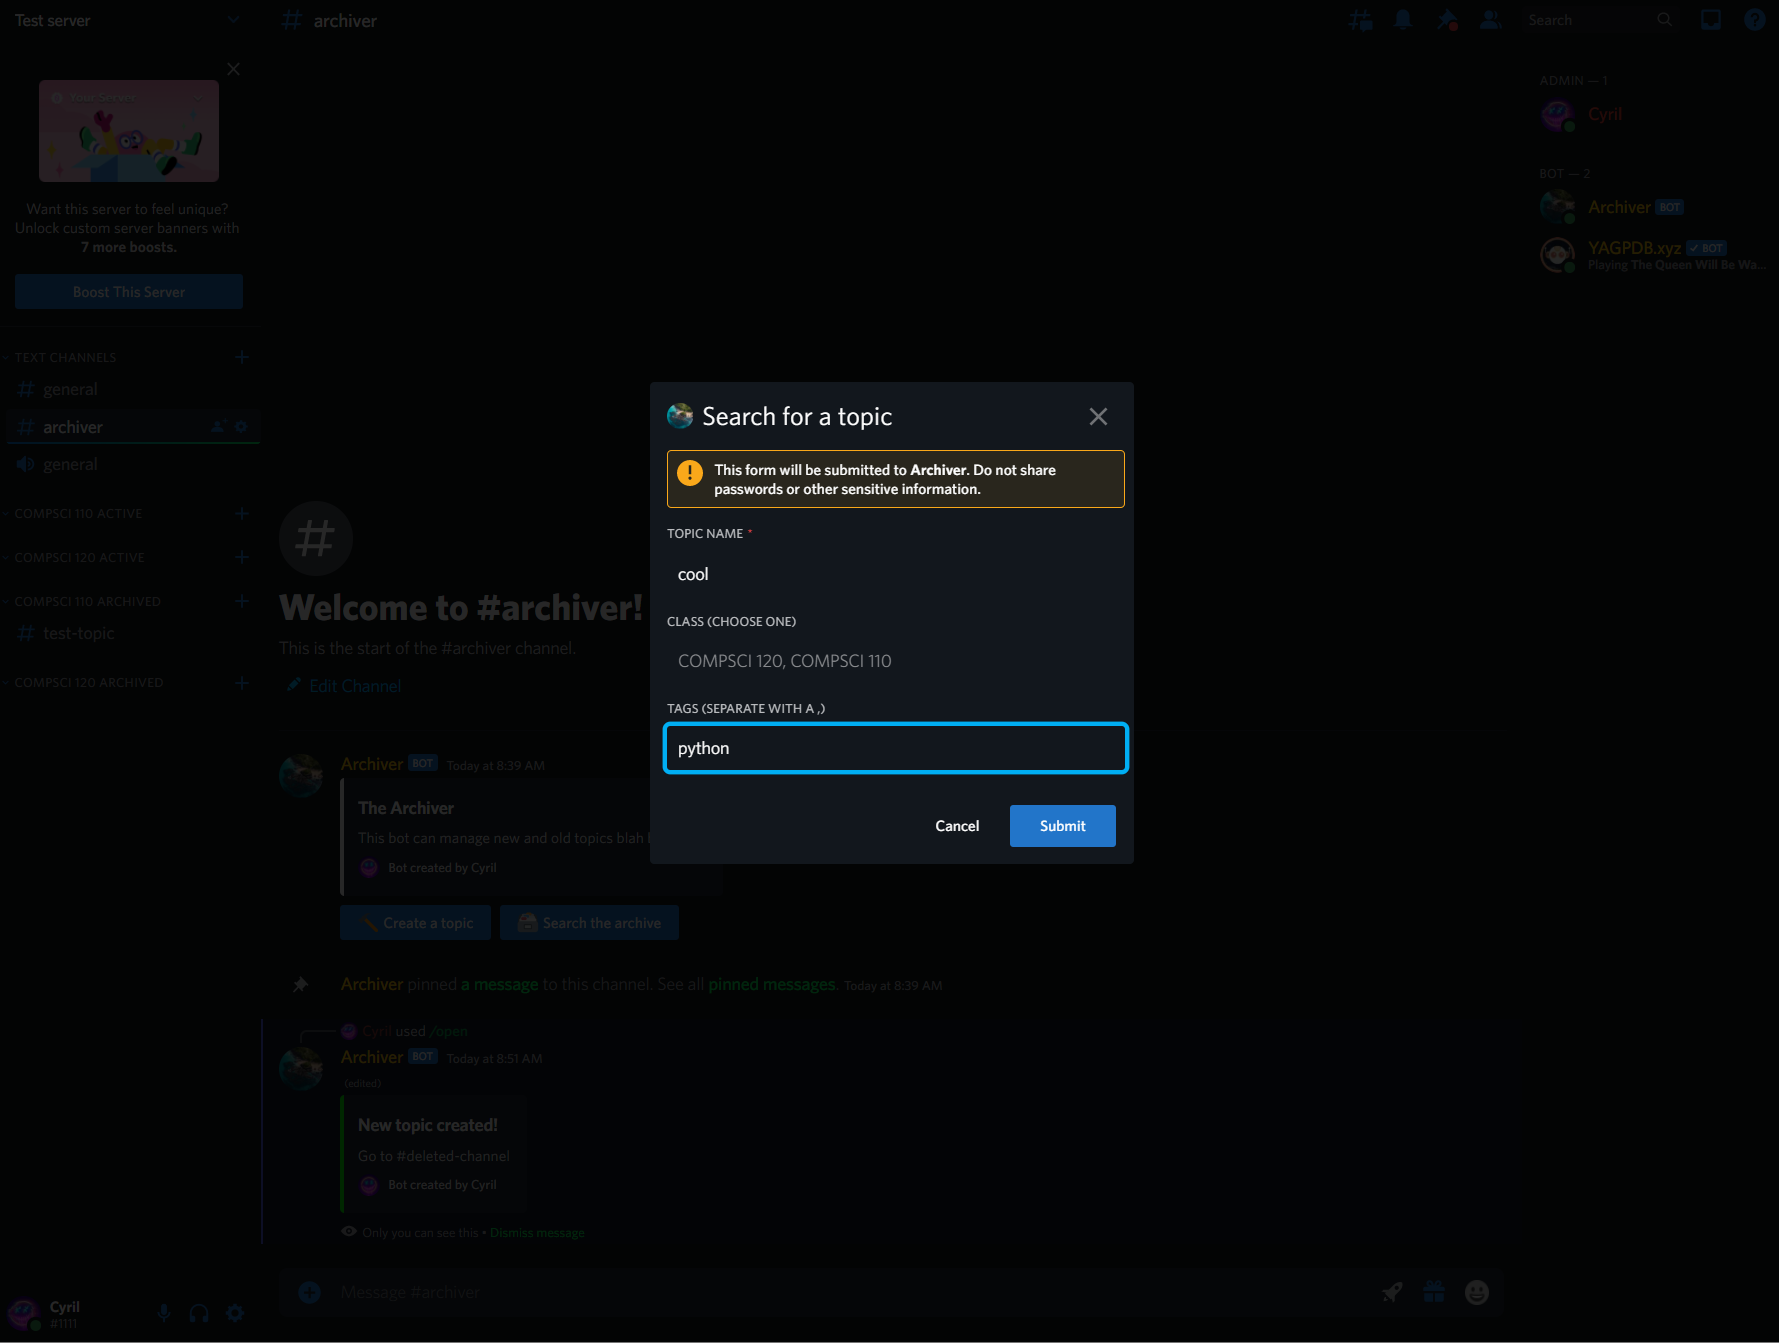 Test server
archiver
Search
Your Server
Want this server to feel unique?
Unlock custom server banners with
7 more boosts.
Boost This Server
TEXT CHANNELS
general
archiver
general
COMPSCI 110 ACTIVE
COMPSCI 120 ACTIVE
COMPSCI 110 ARCHIVED
test-topic
COMPSCI 120 ARCHIVED
Cyril
#1111
Welcome to #archiver!
This is the start of the #archiver channel.
Edit Channel
Archiver BOT Today at 8:39 AM
The Archiver
This bot can manage new and old topics blah
Bot created by Cyril
Create a topic
Search the archive
Archiver pinned a message to this channel. See all pinned messages. Today at 8:39 AM
Cyril used /open
Archiver BOT Today at 8:51 AM
(edited)
New topic created!
Go to #deleted-channel
Bot created by Cyril
Only you can see this • Dismiss message
Message #archiver
Search for a topic
This form will be submitted to Archiver. Do not share
passwords or other sensitive information.
TOPIC NAME *
cool
CLASS (CHOOSE ONE)
COMPSCI 120, COMPSCI 110
TAGS (SEPARATE WITH A ,)
python
Cancel
Submit
ADMIN — 1
Cyril
BOT — 2
Archiver BOT
YAGPDB.xyz ✓ BOT
Playing The Queen Will Be Wa...